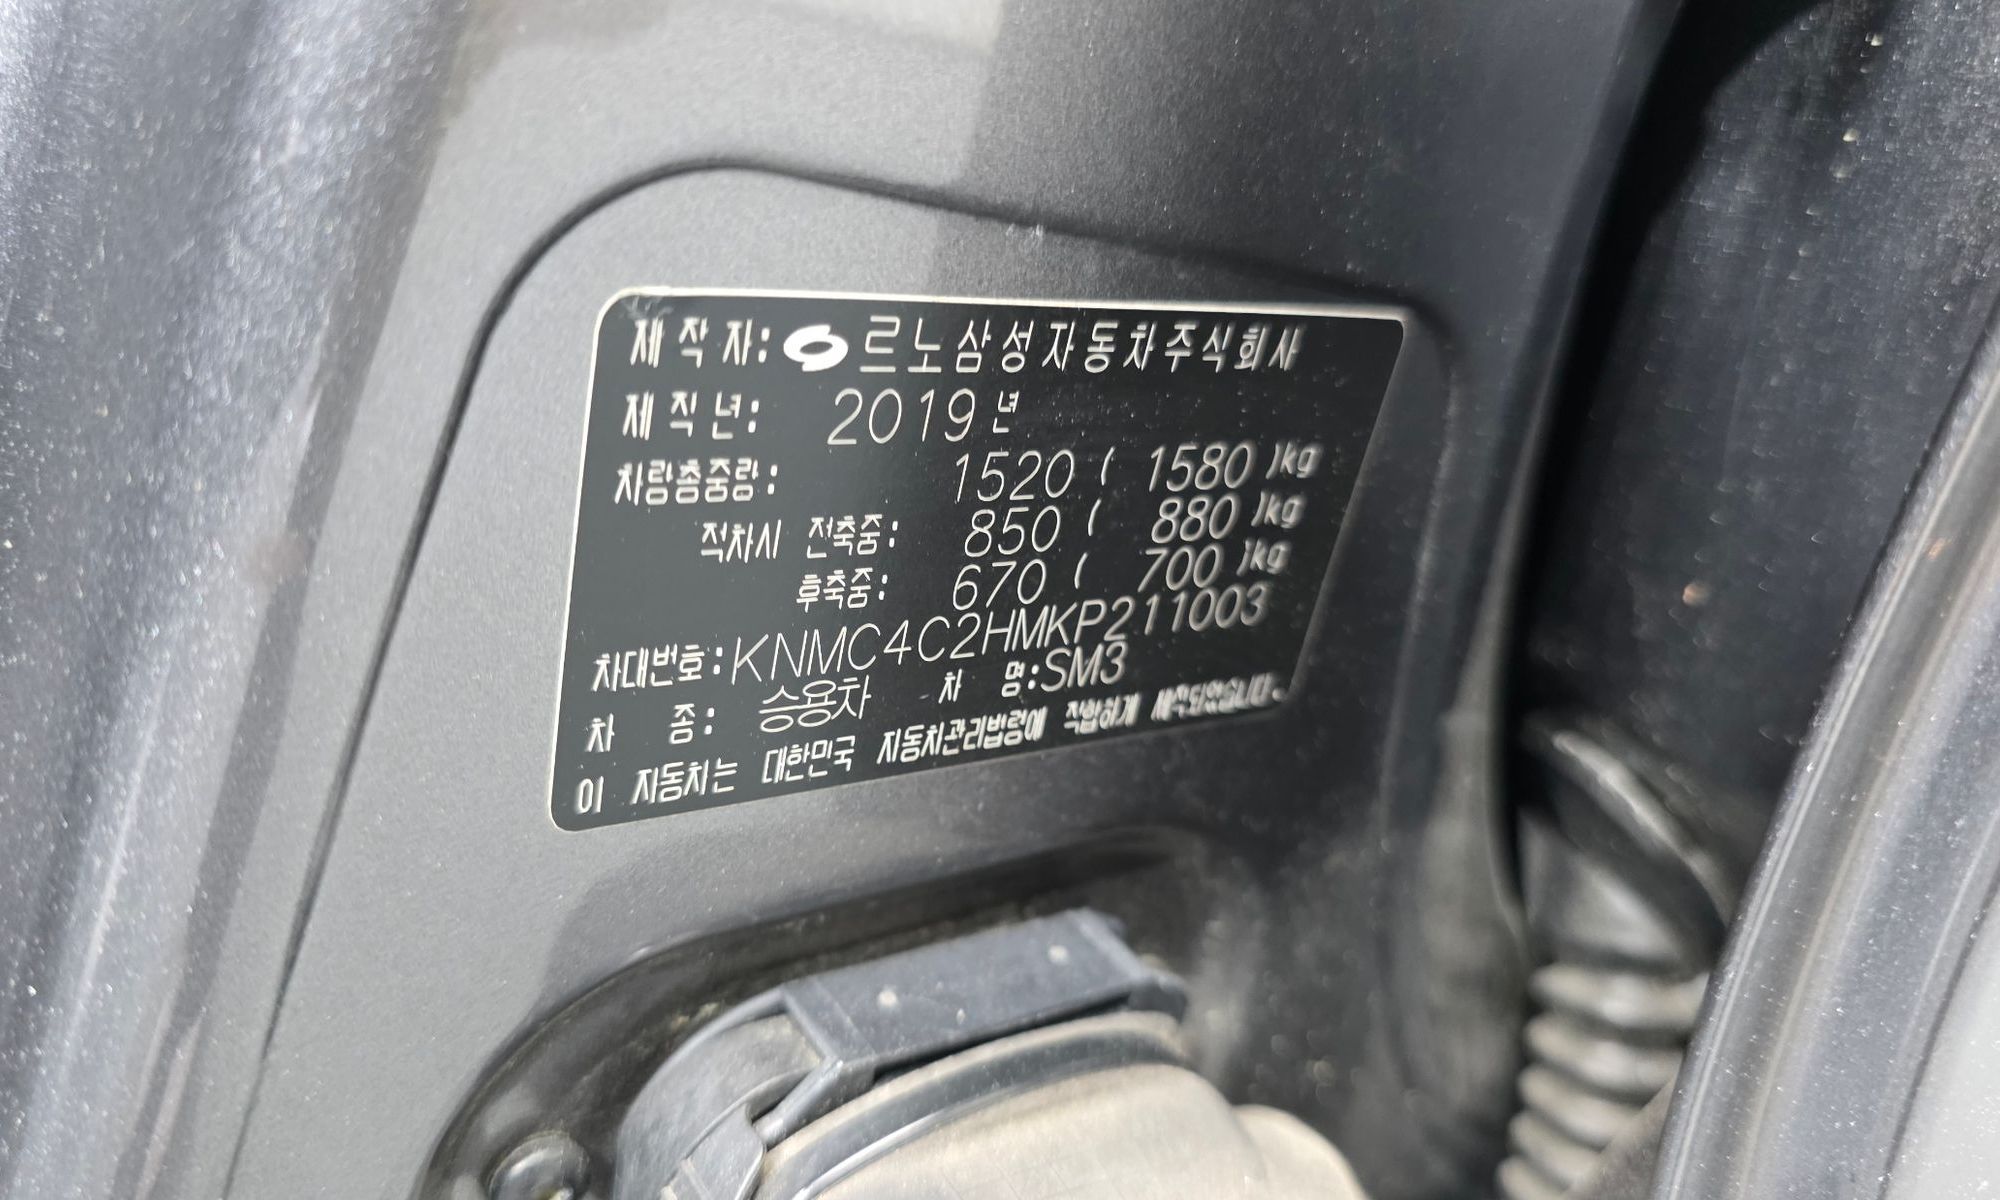 제 작 자: 르노삼성자동차주식회사
제 작 년: 2019 년
차량총중량: 1520 ( 1580 )kg
적차시 전축중: 850 ( 880 )kg
후축중: 670 ( 700 )kg
차대번호: KNMC4C2HMKP211003
차 종: 승용차 차 명: SM3
이 자동차는 대한민국 자동차관리법령에 적합하게 제작되었습니다.